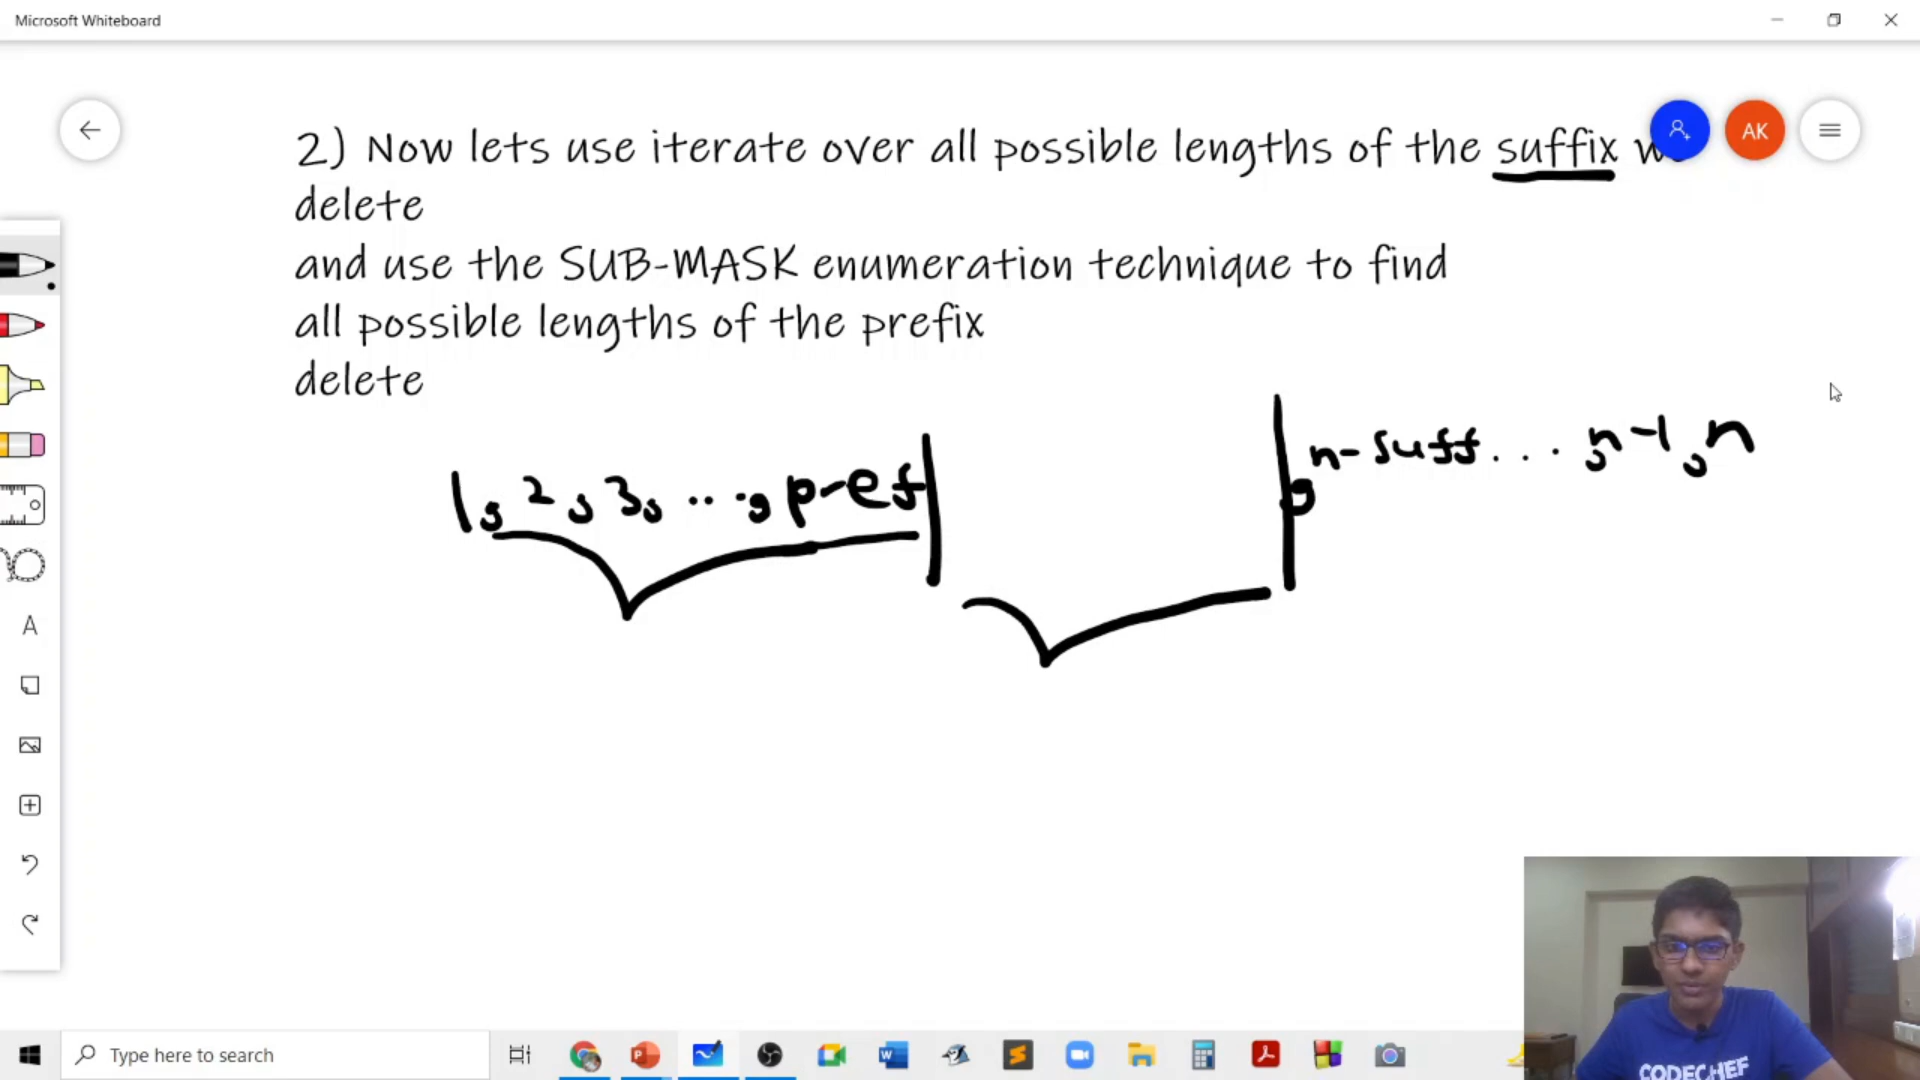 Microsoft Whiteboard
2) Now lets use iterate over all possible lengths of the suffix
AK
delete
and use the SUB-MASK enumeration technique to find
all possible lengths of the prefix
delete
1, 2, 3, ..., pref
, n-suff... , n-1, n
A
Type here to search
CODECHEF